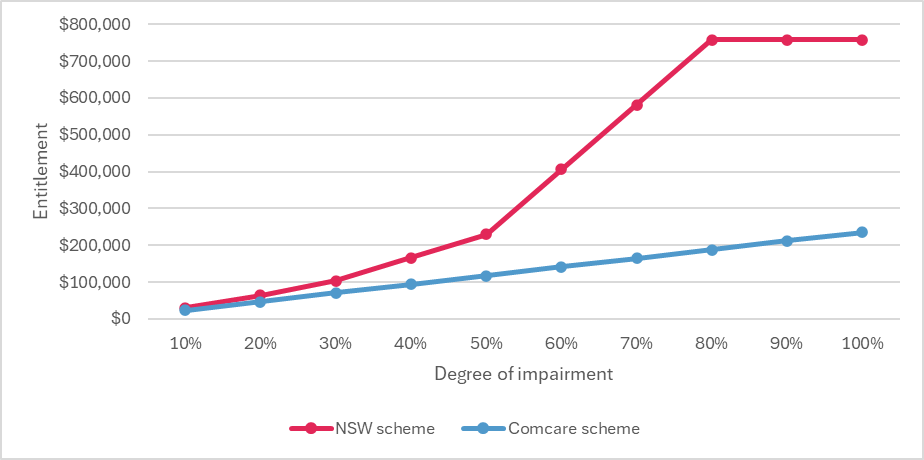 $800,000
$700,000
$600,000
$500,000
$400,000
$300,000
$200,000
$100,000
$0
Entitlement
10% 20% 30% 40% 50% 60% 70% 80% 90% 100%
Degree of impairment
NSW scheme Comcare scheme